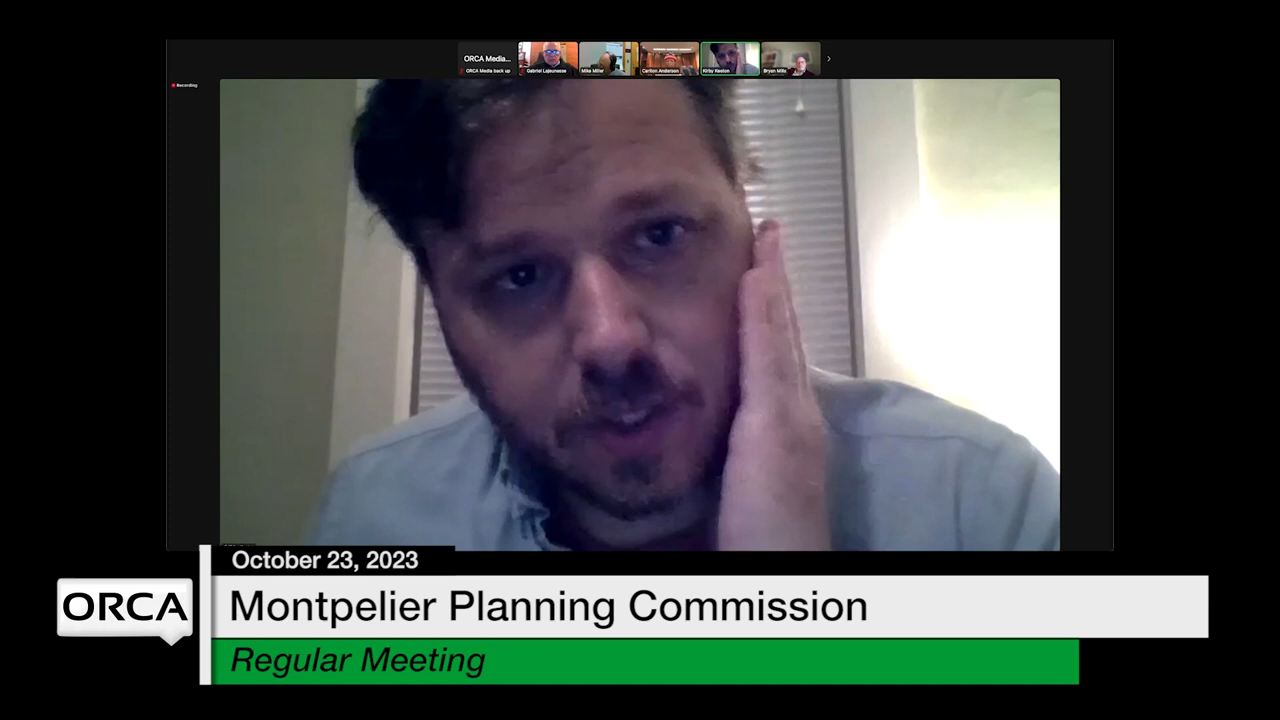 ORCA Media...
ORCA Media back up
Gabriel Lajeunesse
Mike Miller
Carlton Anderson
Kirby Keeton
Bryan Mills
Recording
October 23, 2023
ORCA
Montpelier Planning Commission
Regular Meeting